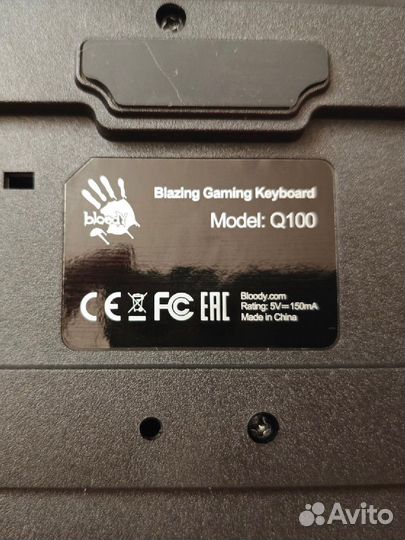 Blazing Gaming Keyboard
bloody
Model: Q100
CE FC EAC
Bloody.com
Rating: 5V⎓150mA
Made in China
Avito